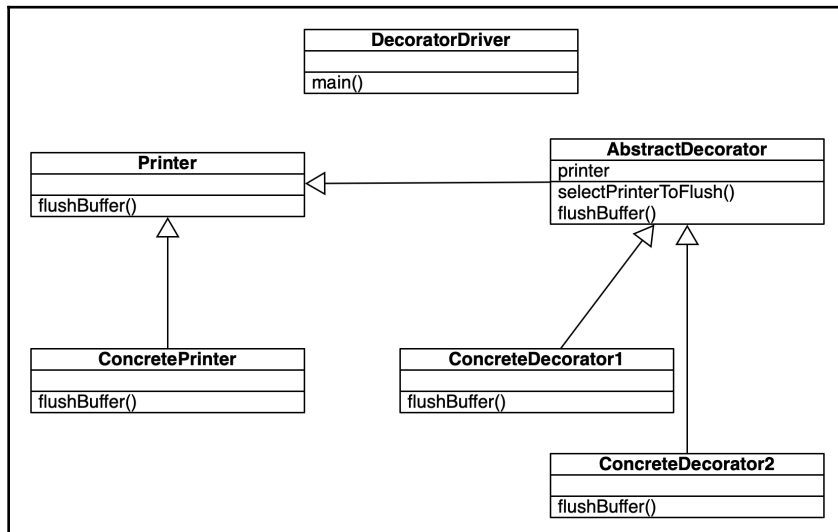 DecoratorDriver
main()
Printer
flushBuffer()
AbstractDecorator
printer
selectPrinterToFlush()
flushBuffer()
ConcretePrinter
flushBuffer()
ConcreteDecorator1
flushBuffer()
ConcreteDecorator2
flushBuffer()